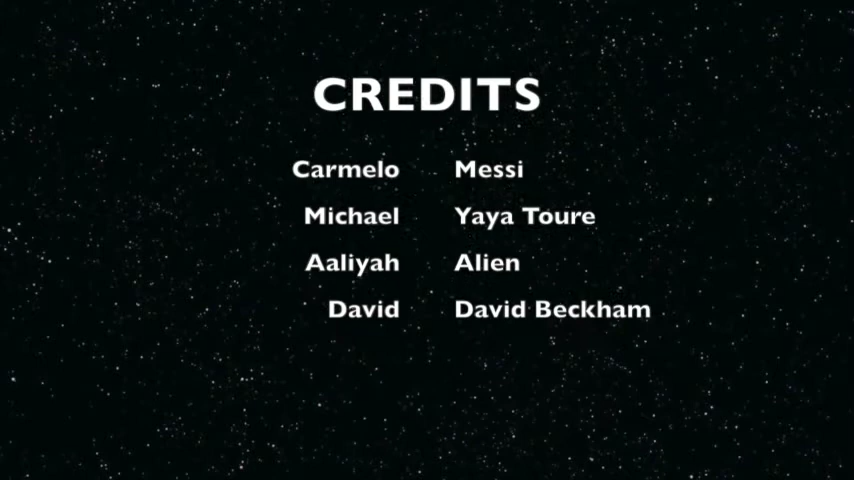 CREDITS
Carmelo Messi
Michael Yaya Toure
Aaliyah Alien
David David Beckham